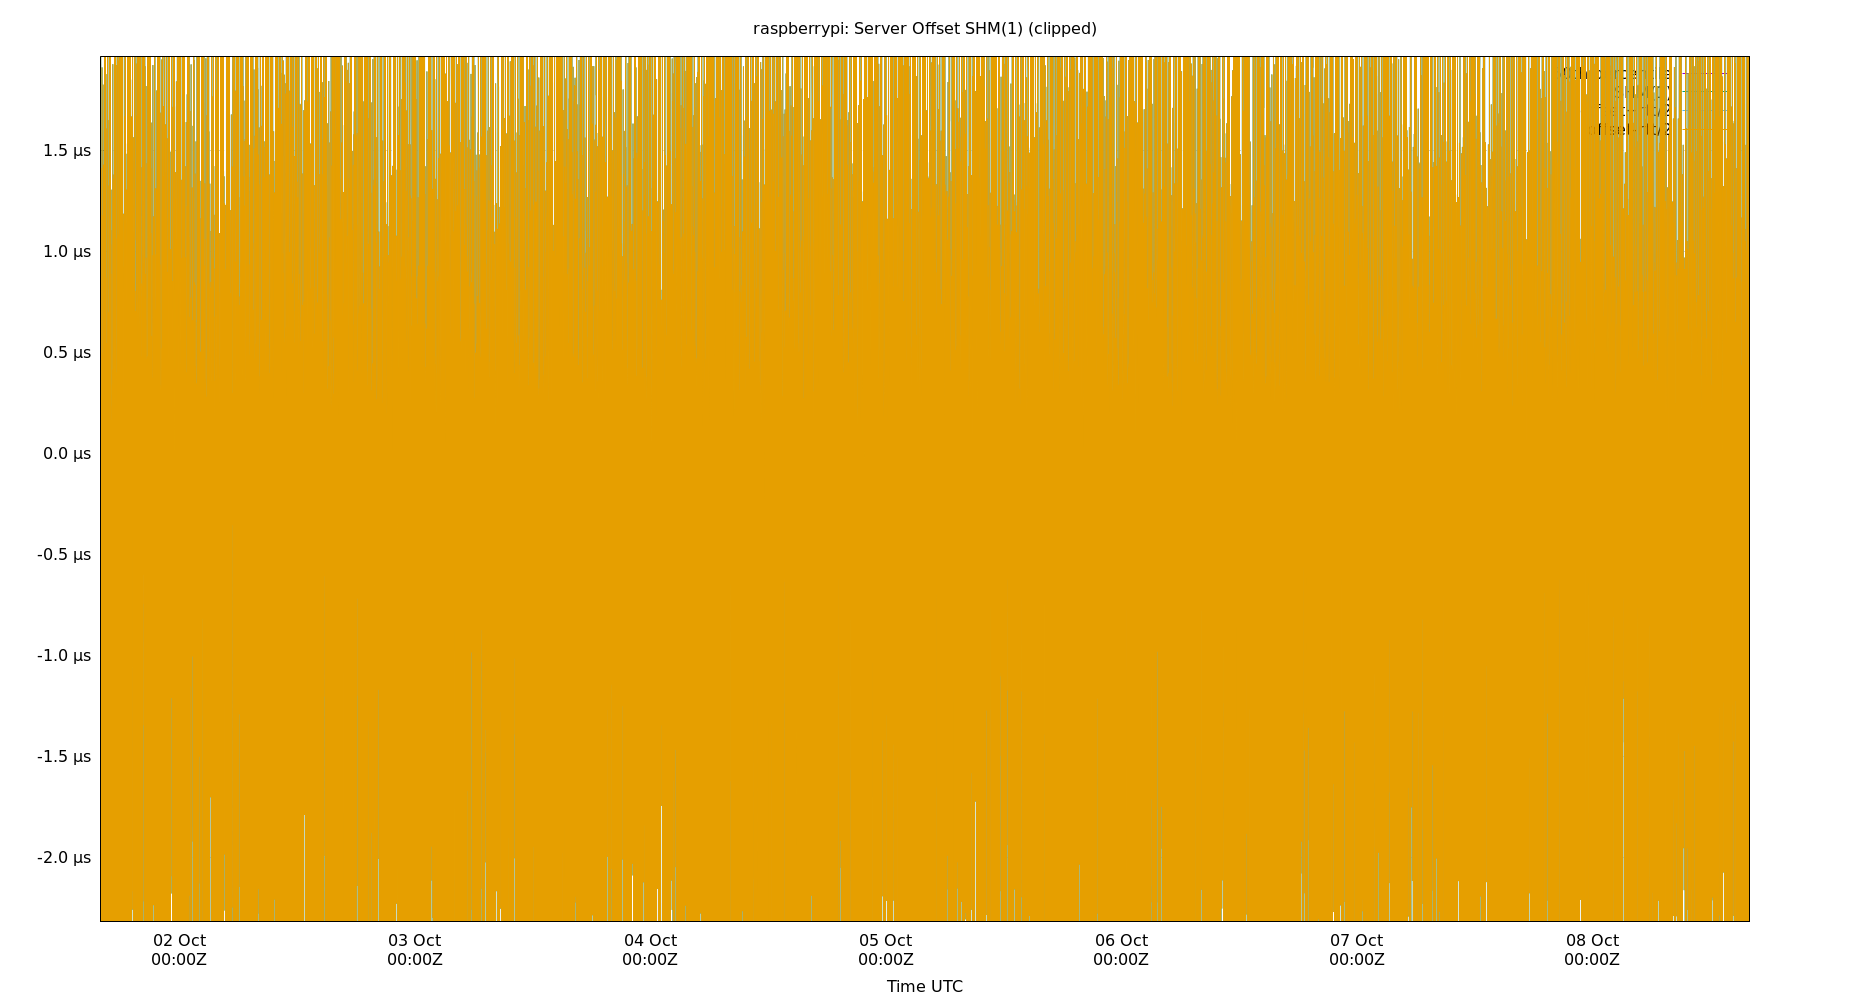 raspberrypi: Server Offset SHM(1) (clipped)
1.5 µs
1.0 µs
0.5 µs
0.0 µs
-0.5 µs
-1.0 µs
-1.5 µs
-2.0 µs
02 Oct 03 Oct 04 Oct 05 Oct 06 Oct 07 Oct 08 Oct
00:00Z 00:00Z 00:00Z 00:00Z 00:00Z 00:00Z 00:00Z
Time UTC